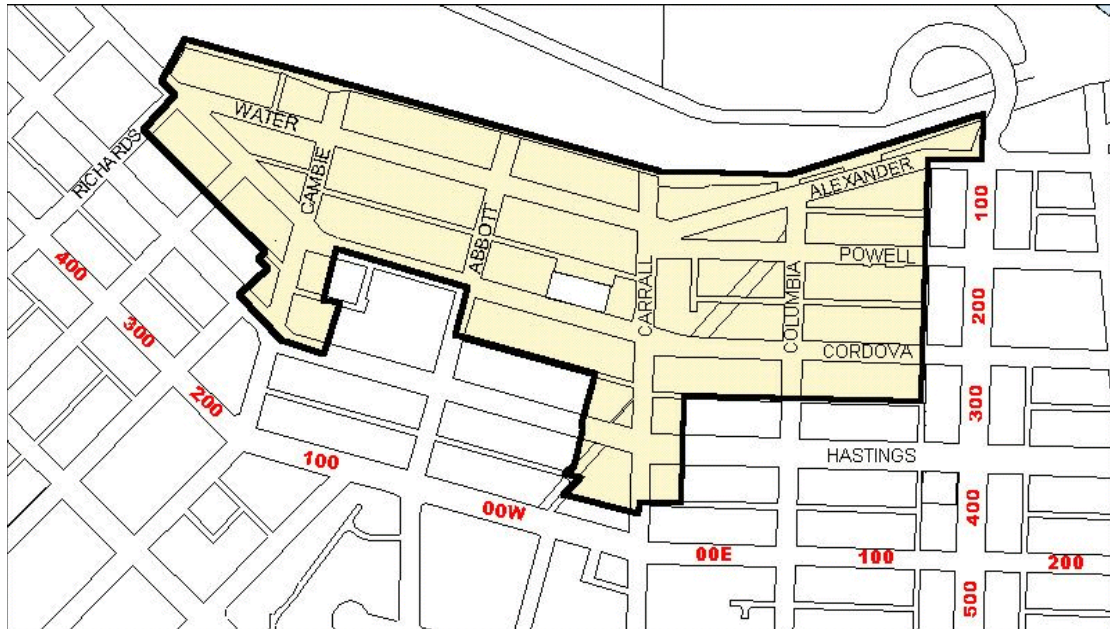 WATER
RICHARDS
CAMBIE
ABBOTT
CARRALL
COLUMBIA
ALEXANDER
POWELL
CORDOVA
HASTINGS
400
300
200
100
00W
00E
100
200
100
200
300
400
500